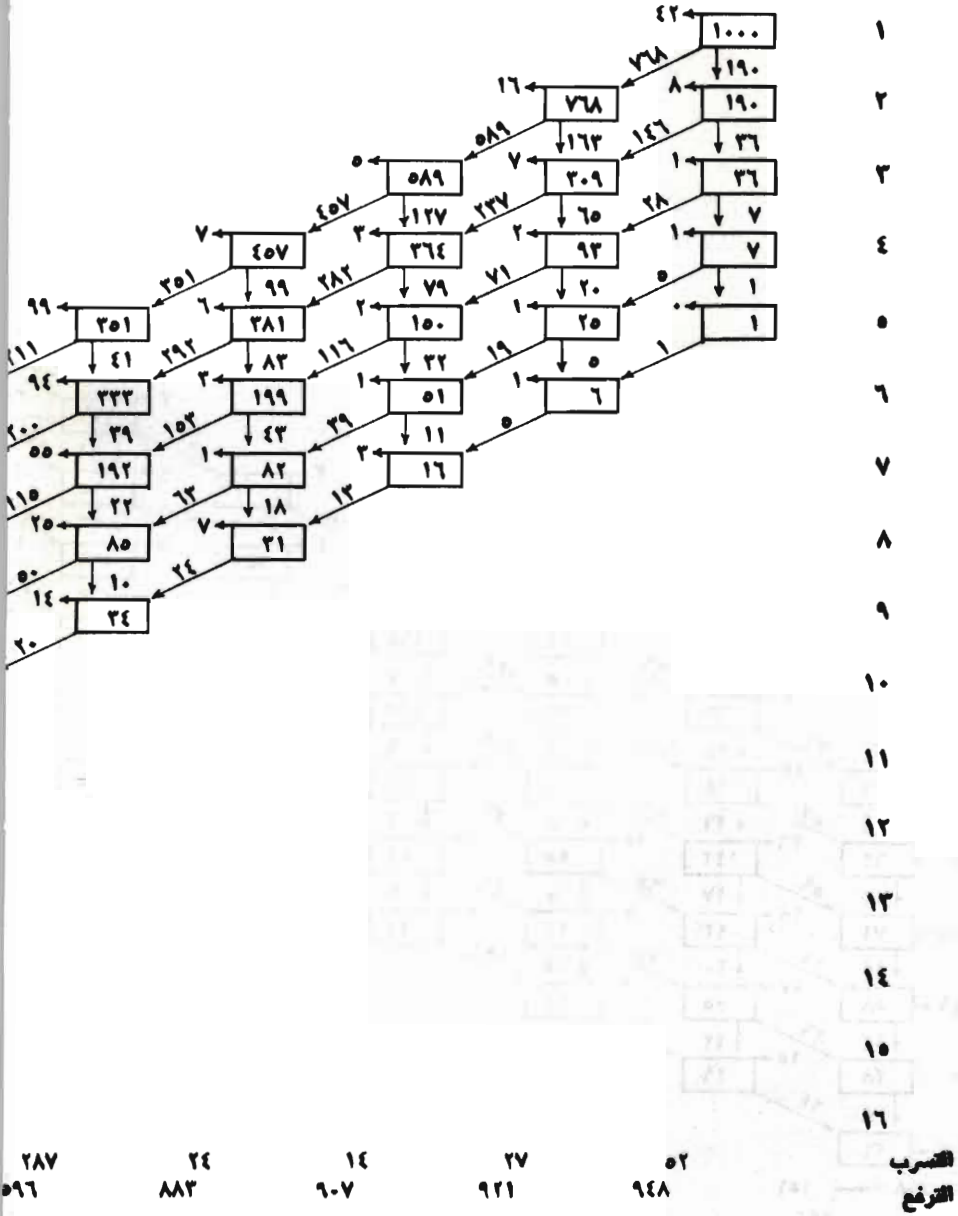 ١ ١٠٠٠ ٤٢
١٩٠ ٧٦٨
٢ ١٩٠ ٨ ٧٦٨ ١٦
٣٦ ١٤٦ ١٦٣ ٥٨٩
٣ ٣٦ ١ ٣٠٩ ٧ ٥٨٩ ٥
٧ ٢٨ ٦٥ ٢٣٧ ١٢٧ ٤٥٧
٤ ٧ ١ ٩٣ ٢ ٣٦٤ ٣ ٤٥٧ ٧
١ ٥ ٢٠ ٧١ ٧٩ ٢٨٢ ٩٩ ٣٥١
٥ ١ ٠ ٢٥ ١ ١٥٠ ٢ ٣٨١ ٦ ٣٥١ ٩٩
١ ٥ ١٩ ٣٢ ١١٦ ٨٣ ٢٩٢ ٤١ ٢١١
٦ ٦ ١ ٥١ ١ ١٩٩ ٣ ٣٣٣ ٩٤
٥ ١١ ٣٩ ٤٣ ١٥٣ ٣٩ ٢٠٠
٧ ١٦ ٣ ٨٢ ١ ١٩٢ ٥٥
١٣ ١٨ ٦٣ ٢٢ ١١٥
٨ ٣١ ٧ ٨٥ ٢٥
٢٤ ١٠ ٥٠
٩ ٣٤ ١٤
٢٠
١٠
١١
١٢
١٣
١٤
١٥
١٦
التسرب ٥٢ ٢٧ ١٤ ٢٤ ٢٨٧
الترفع ٩٤٨ ٩٢١ ٩٠٧ ٨٨٣ ٥٩٦